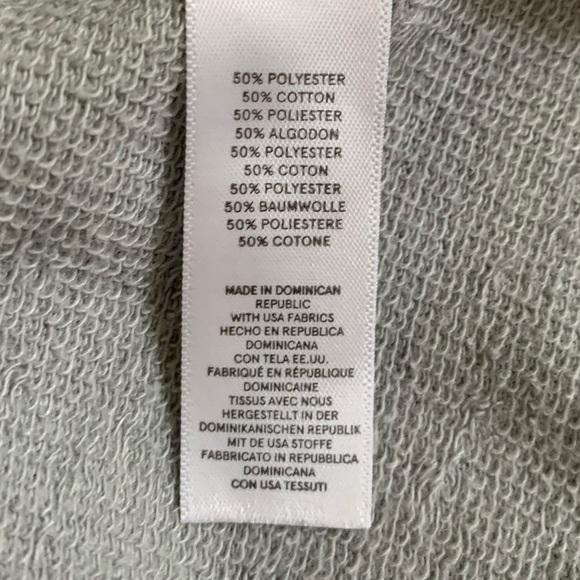 50% POLYESTER
50% COTTON
50% POLIESTER
50% ALGODON
50% POLYESTER
50% COTON
50% POLYESTER
50% BAUMWOLLE
50% POLIESTERE
50% COTONE
MADE IN DOMINICAN
REPUBLIC
WITH USA FABRICS
HECHO EN REPUBLICA
DOMINICANA
CON TELA EE.UU.
FABRIQUÉ EN RÉPUBLIQUE
DOMINICAINE
TISSUS AVEC NOUS
HERGESTELLT IN DER
DOMINIKANISCHEN REPUBLIK
MIT DE USA STOFFE
FABBRICATO IN REPUBBLICA
DOMINICANA
CON USA TESSUTI